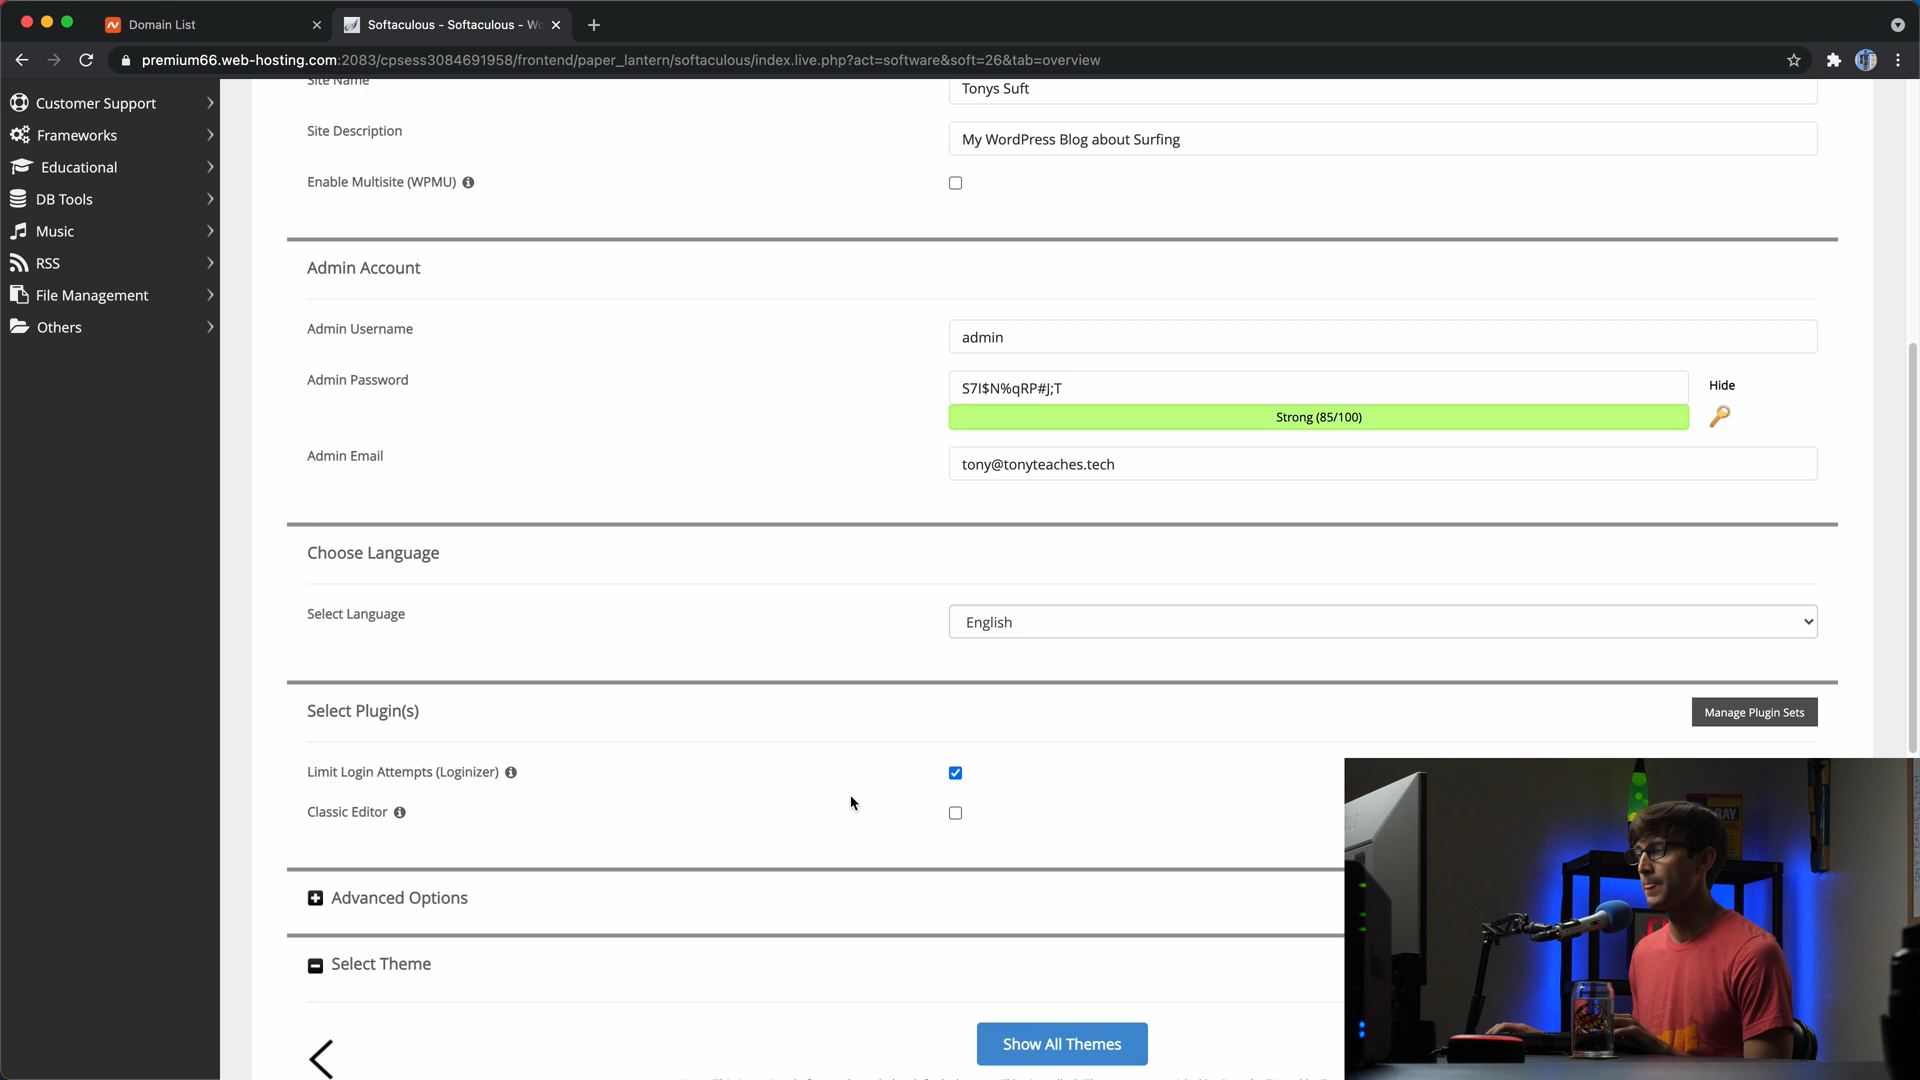 Domain List
Softaculous - Softaculous - W
premium66.web-hosting.com:2083/cpsess3084691958/frontend/paper_lantern/softaculous/index.live.php?act=software&soft=26&tab=overview
Customer Support
Frameworks
Educational
DB Tools
Music
RSS
File Management
Others
Site Name
Tonys Suft
Site Description
My WordPress Blog about Surfing
Enable Multisite (WPMU)
Admin Account
Admin Username
admin
Admin Password
S7I$N%qRP#J;T
Hide
Strong (85/100)
Admin Email
tony@tonyteaches.tech
Choose Language
Select Language
English
Select Plugin(s)
Manage Plugin Sets
Limit Login Attempts (Loginizer)
Classic Editor
Advanced Options
Select Theme
Show All Themes